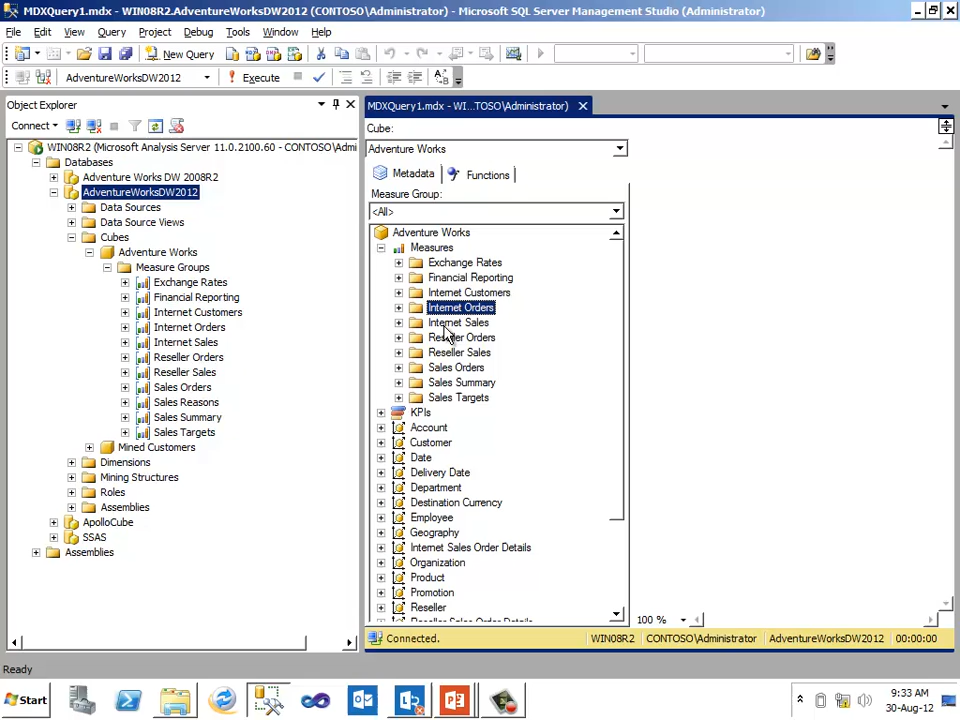 MDXQuery1.mdx - WIN08R2.AdventureWorksDW2012 (CONTOSO\Administrator) - Microsoft SQL Server Management Studio (Administrator)
File Edit View Query Project Debug Tools Window Help
New Query
AdventureWorksDW2012 Execute
Object Explorer
Connect
WIN08R2 (Microsoft Analysis Server 11.0.2100.60 - CONTOSO\Admi
Databases
Adventure Works DW 2008R2
AdventureWorksDW2012
Data Sources
Data Source Views
Cubes
Adventure Works
Measure Groups
Exchange Rates
Financial Reporting
Internet Customers
Internet Orders
Internet Sales
Reseller Orders
Reseller Sales
Sales Orders
Sales Reasons
Sales Summary
Sales Targets
Mined Customers
Dimensions
Mining Structures
Roles
Assemblies
ApolloCube
SSAS
Assemblies
MDXQuery1.mdx - WI...TOSO\Administrator)
Cube:
Adventure Works
Metadata Functions
Measure Group:
<All>
Adventure Works
Measures
Exchange Rates
Financial Reporting
Internet Customers
Internet Orders
Internet Sales
Reseller Orders
Reseller Sales
Sales Orders
Sales Summary
Sales Targets
KPIs
Account
Customer
Date
Delivery Date
Department
Destination Currency
Employee
Geography
Internet Sales Order Details
Organization
Product
Promotion
Reseller
Reseller Sales Order Details
100 %
Connected. WIN08R2 CONTOSO\Administrator AdventureWorksDW2012 00:00:00
Ready
Start
9:33 AM
30-Aug-12